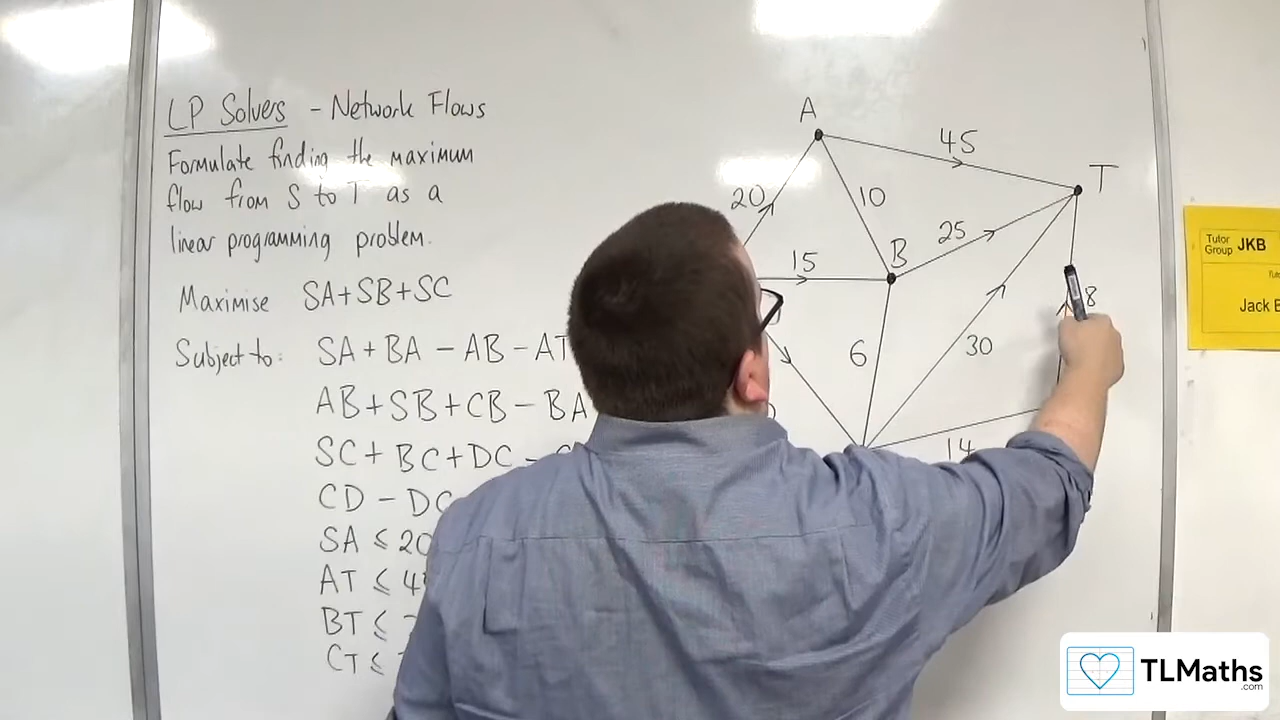 LP Solvers - Network Flows
Formulate finding the maximum
flow from S to T as a
linear programming problem.
Maximise SA+SB+SC
Subject to: SA + BA - AB - AT
AB+SB+CB - BA
SC+ BC+DC -
CD - DC
SA ≤ 20
AT ≤ 4
BT ≤
CT ≤
A
45
T
20
10
25
B
15
6
30
8
14
Tutor
Group JKB
Jack
TLMaths
.com